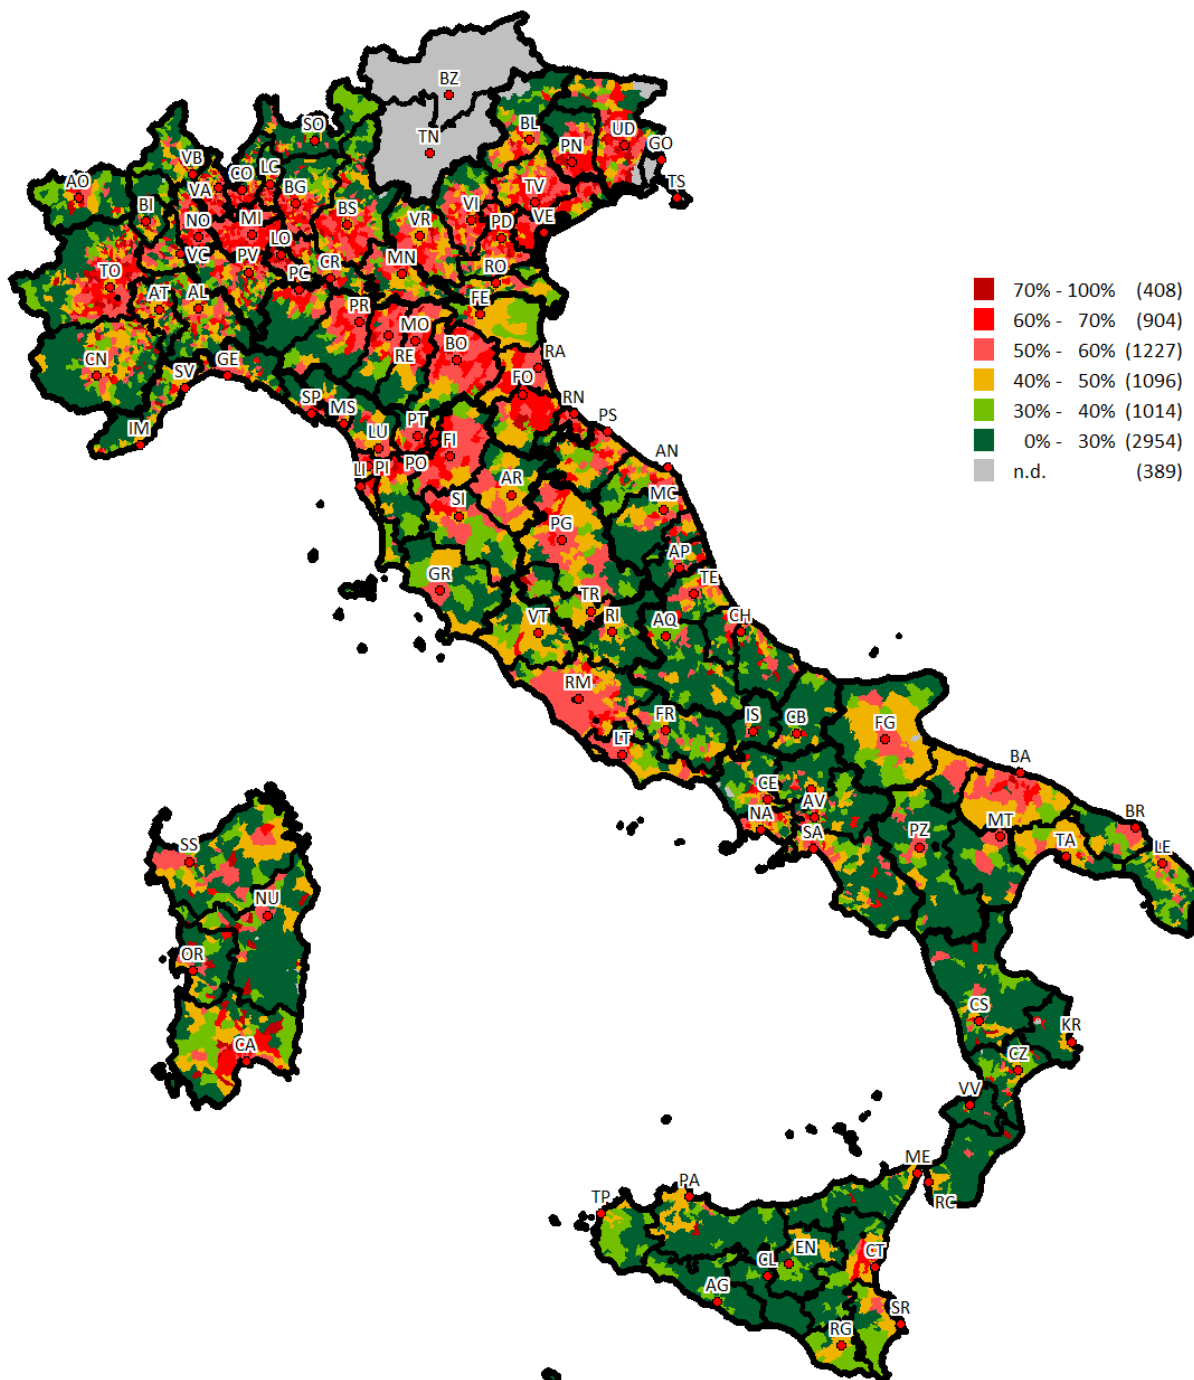 BZ
TN
BL
UD
PN
GO
TS
SO
VB
CO
LC
VA
BG
AO
BI
TV
BS
VI
VE
VR
PD
NO
MI
LO
VC
PV
MN
RO
TO
CR
PC
AT
AL
FE
PR
MO
RE
BO
RA
CN
GE
SV
FO
RN
SP
MS
PT
PS
IM
LU
FI
LI
PI
PO
AN
AR
SI
MC
PG
AP
GR
TE
TR
VT
RI
AQ
CH
RM
FR
IS
CB
FG
LT
BA
CE
AV
NA
SA
PZ
MT
BR
TA
LE
SS
NU
OR
CA
CS
KR
CZ
VV
ME
RC
TP
PA
EN
CT
CL
AG
SR
RG
70% - 100% (408)
60% - 70% (904)
50% - 60% (1227)
40% - 50% (1096)
30% - 40% (1014)
0% - 30% (2954)
n.d. (389)